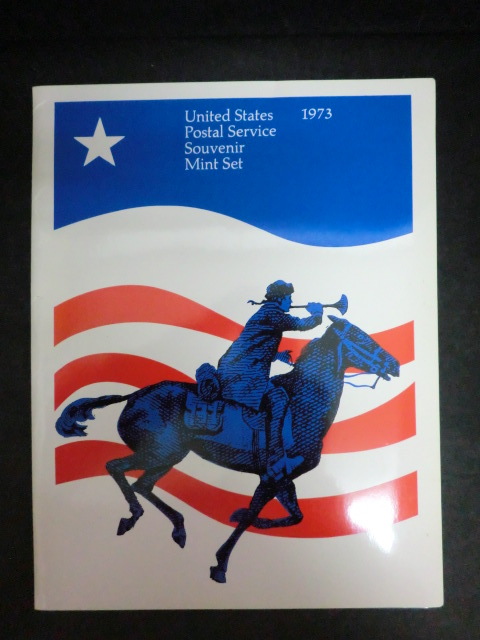 United States 1973
Postal Service
Souvenir
Mint Set